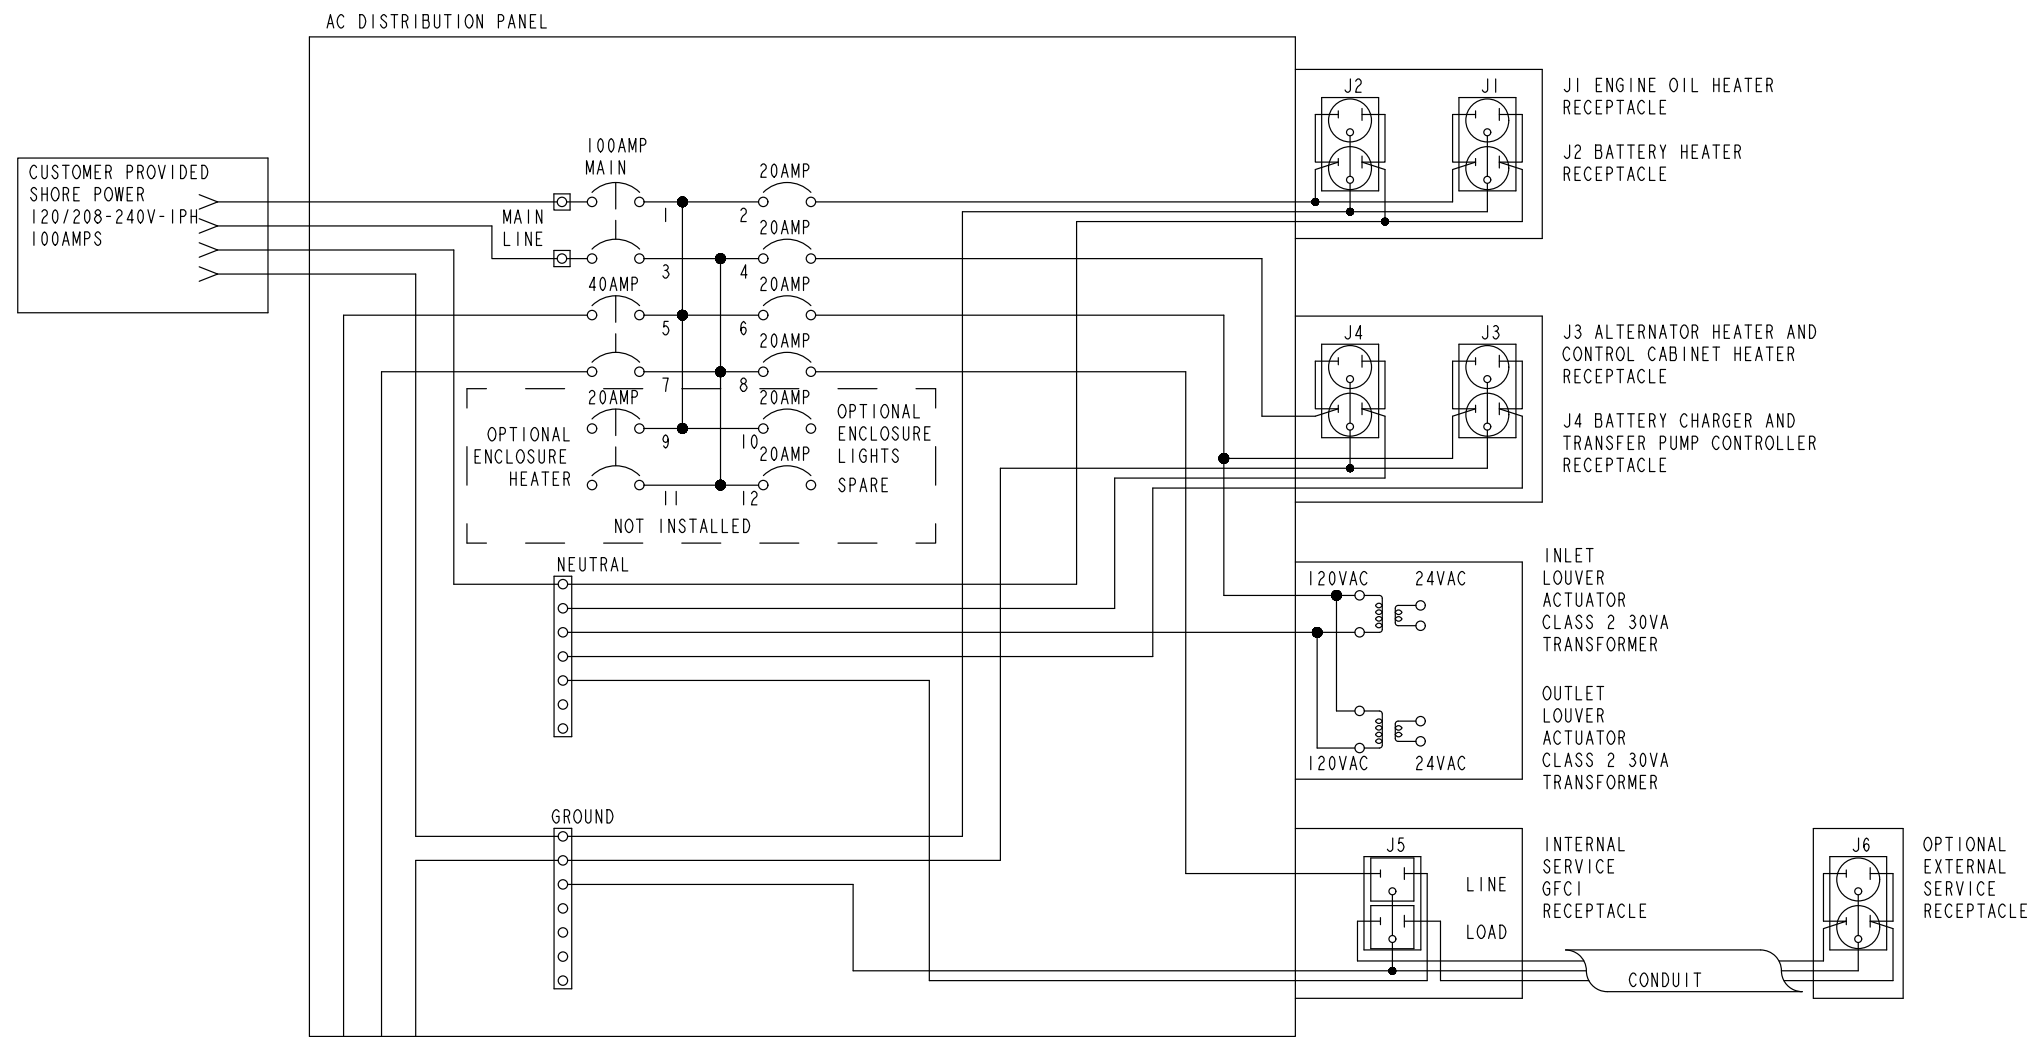 AC DISTRIBUTION PANEL
CUSTOMER PROVIDED
SHORE POWER
120/208-240V-1PH
100AMPS
MAIN
LINE
100AMP
MAIN
1
3
40AMP
5
7
20AMP
9
11
20AMP
2
20AMP
4
20AMP
6
20AMP
8
20AMP
10
20AMP
12
OPTIONAL
ENCLOSURE
HEATER
OPTIONAL
ENCLOSURE
LIGHTS
SPARE
NOT INSTALLED
NEUTRAL
GROUND
J2
J1
J1 ENGINE OIL HEATER
RECEPTACLE
J2 BATTERY HEATER
RECEPTACLE
J4
J3
J3 ALTERNATOR HEATER AND
CONTROL CABINET HEATER
RECEPTACLE
J4 BATTERY CHARGER AND
TRANSFER PUMP CONTROLLER
RECEPTACLE
120VAC
24VAC
INLET
LOUVER
ACTUATOR
CLASS 2 30VA
TRANSFORMER
OUTLET
LOUVER
ACTUATOR
CLASS 2 30VA
TRANSFORMER
120VAC
24VAC
J5
LINE
LOAD
INTERNAL
SERVICE
GFCI
RECEPTACLE
CONDUIT
J6
OPTIONAL
EXTERNAL
SERVICE
RECEPTACLE